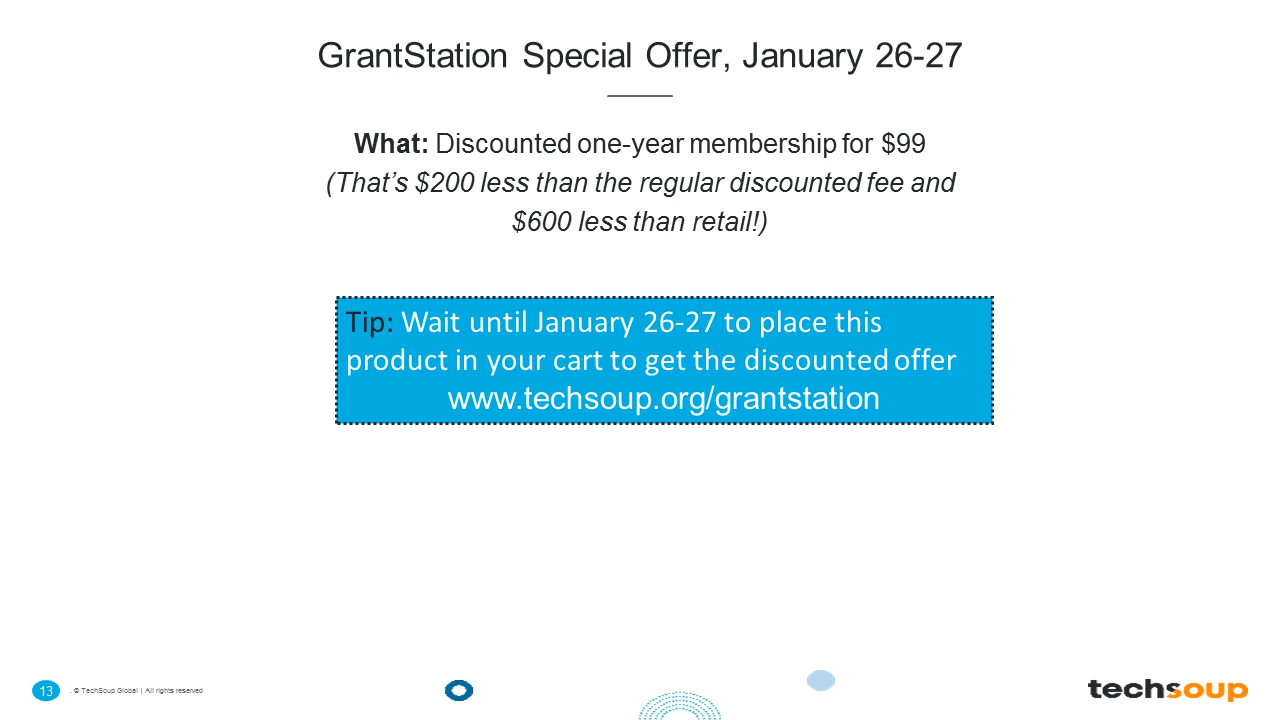 GrantStation Special Offer, January 26-27
What: Discounted one-year membership for $99
(That’s $200 less than the regular discounted fee and
$600 less than retail!)
Tip: Wait until January 26-27 to place this
product in your cart to get the discounted offer
www.techsoup.org/grantstation
13
. © TechSoup Global | All rights reserved
techsoup